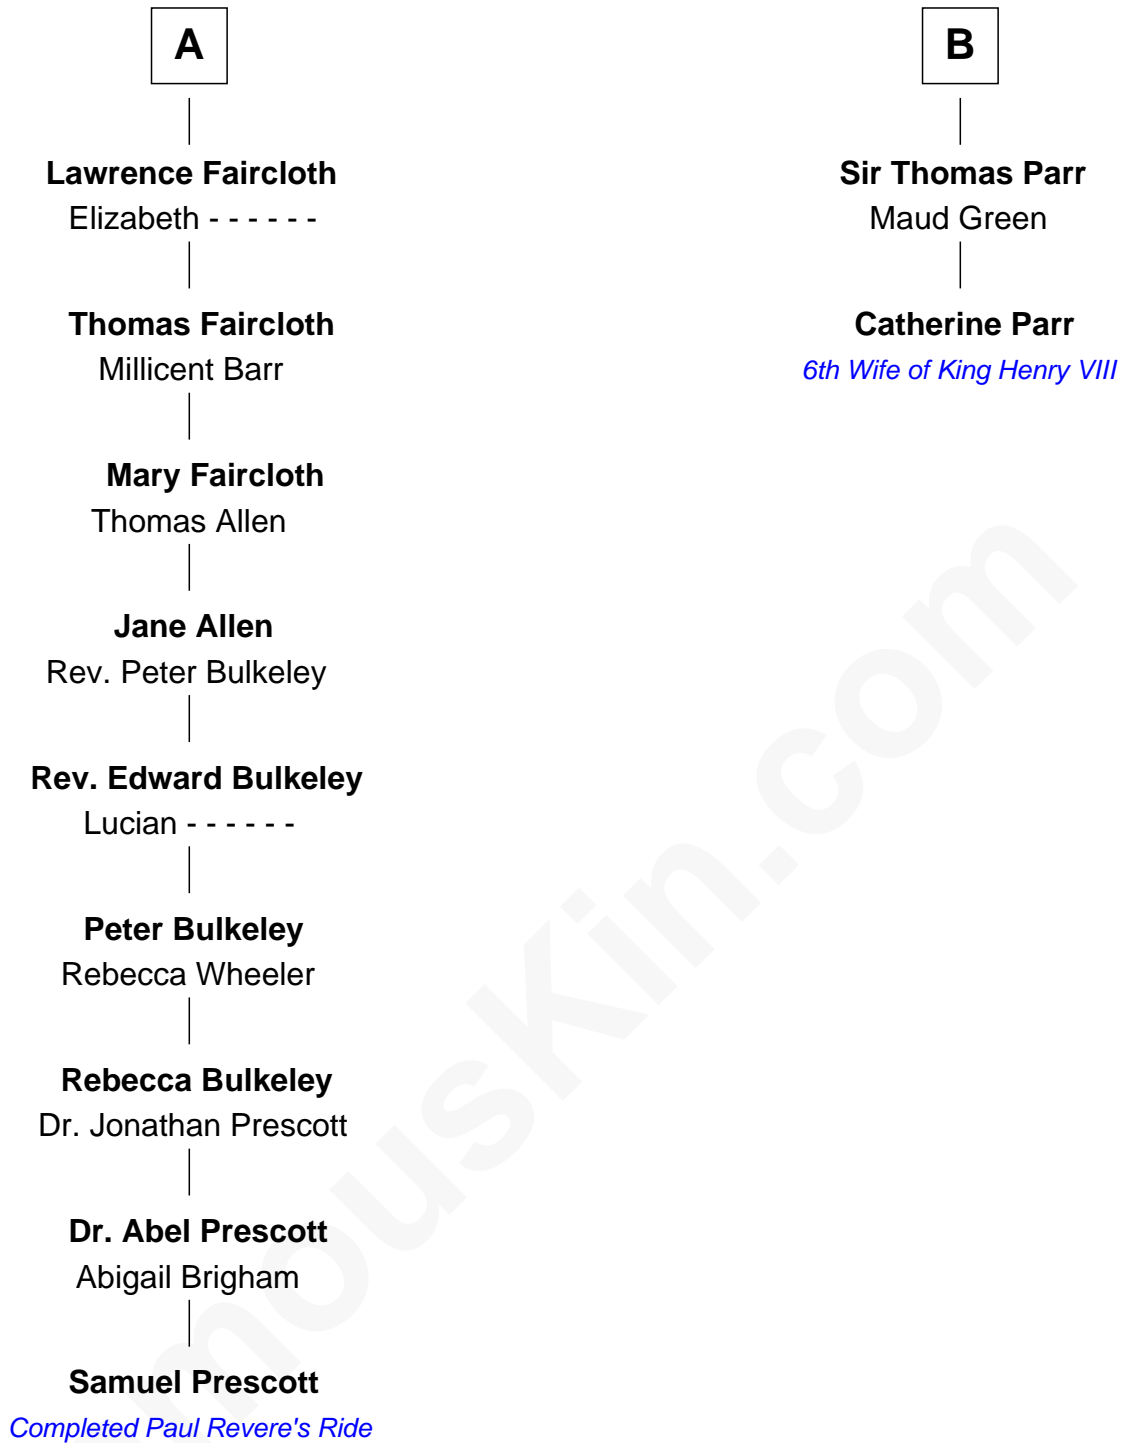 A
Lawrence Faircloth
Elizabeth - - - - - -
Thomas Faircloth
Millicent Barr
Mary Faircloth
Thomas Allen
Jane Allen
Rev. Peter Bulkeley
Rev. Edward Bulkeley
Lucian - - - - - -
Peter Bulkeley
Rebecca Wheeler
Rebecca Bulkeley
Dr. Jonathan Prescott
Dr. Abel Prescott
Abigail Brigham
Samuel Prescott
Completed Paul Revere's Ride
B
Sir Thomas Parr
Maud Green
Catherine Parr
6th Wife of King Henry VIII
mousKin.com